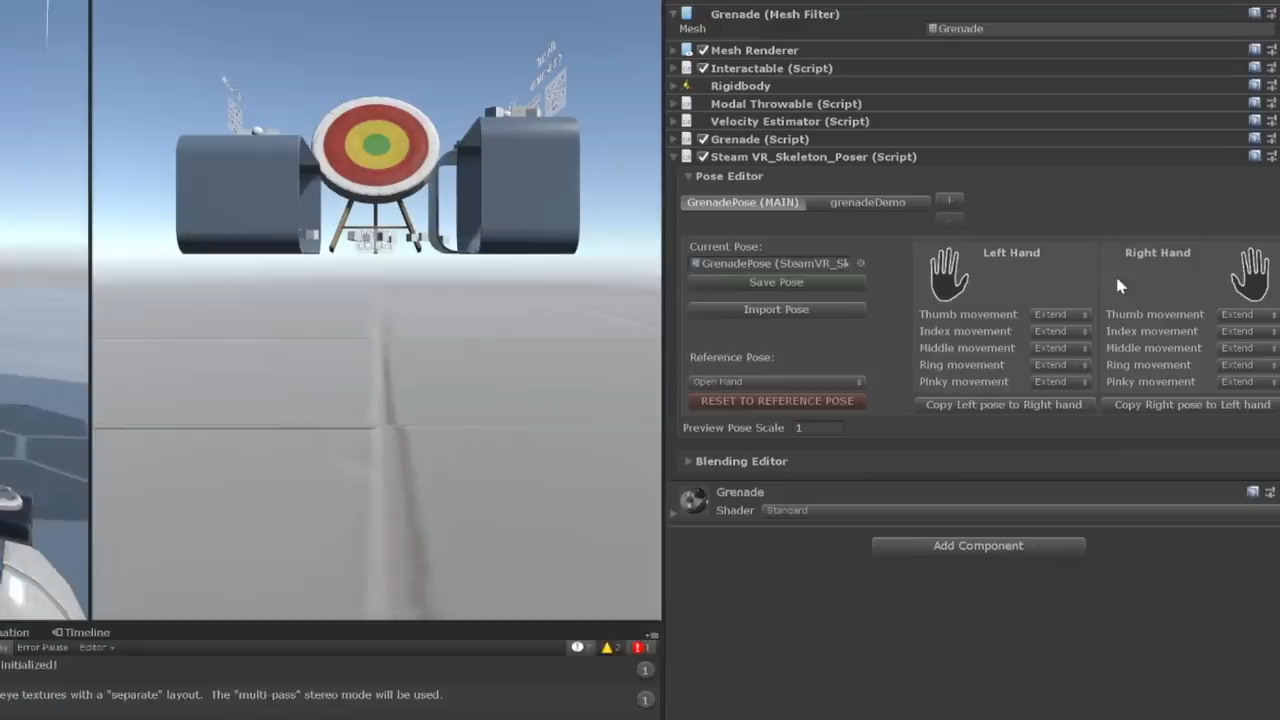 Grenade (Mesh Filter)
Mesh Grenade
Mesh Renderer
Interactable (Script)
Rigidbody
Modal Throwable (Script)
Velocity Estimator (Script)
Grenade (Script)
Steam VR_Skeleton_Poser (Script)
Pose Editor
GrenadePose (MAIN) grenadeDemo +
-
Current Pose: Left Hand Right Hand
GrenadePose (SteamVR_Sk
Save Pose
Import Pose
Thumb movement Extend Thumb movement Extend
Index movement Extend Index movement Extend
Middle movement Extend Middle movement Extend
Reference Pose: Ring movement Extend Ring movement Extend
Open Hand Pinky movement Extend Pinky movement Extend
RESET TO REFERENCE POSE Copy Left pose to Right hand Copy Right pose to Left hand
Preview Pose Scale 1
Blending Editor
Grenade
Shader Standard
Add Component
nation Timeline
ay Error Pause Editor 2 1
initialized! 1
eye textures with a "separate" layout. The "multi-pass" stereo mode will be used. 1